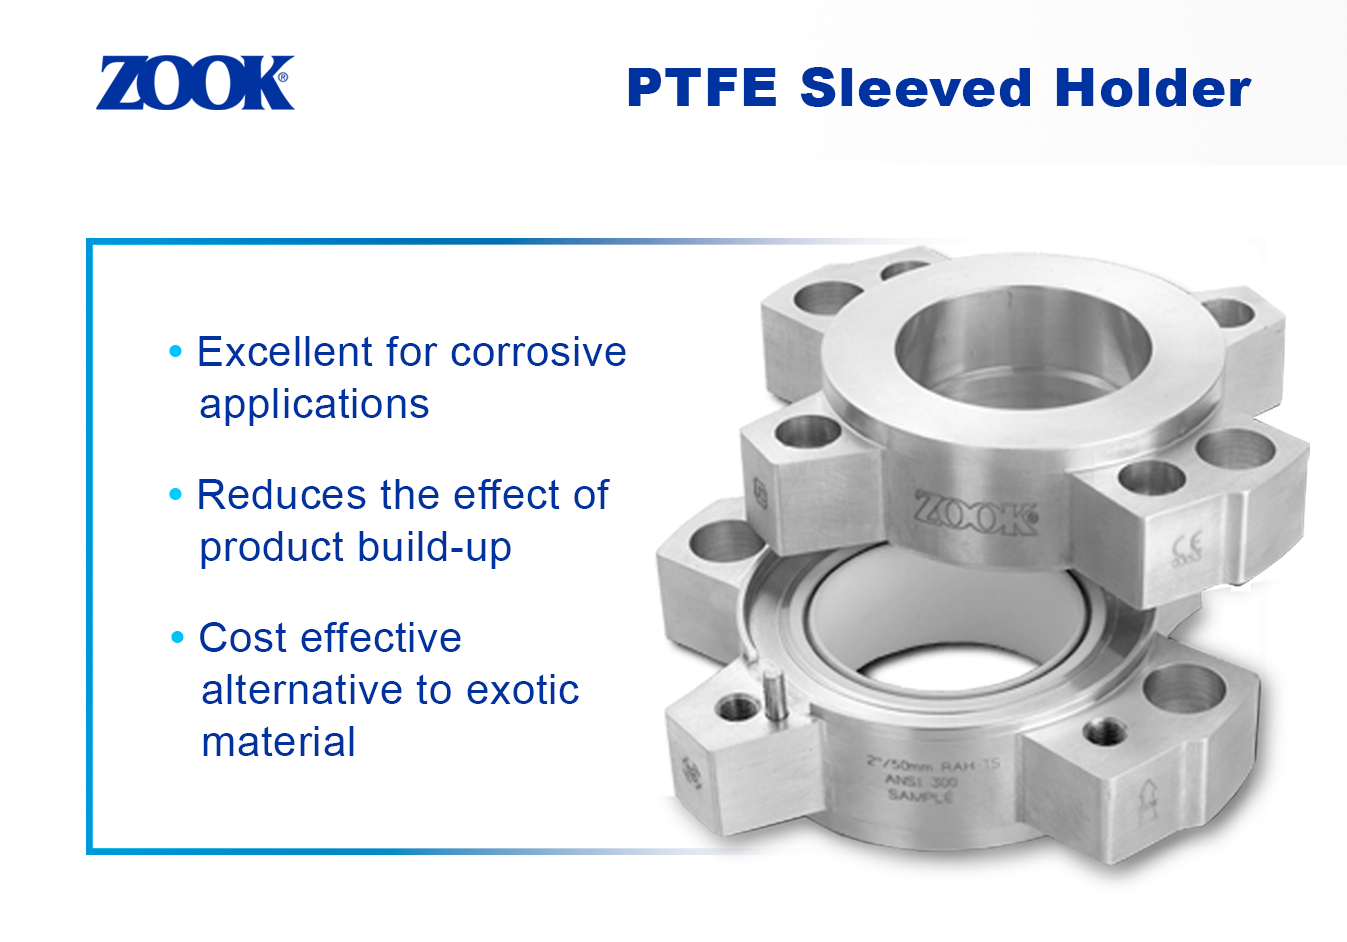 ZOOK®
PTFE Sleeved Holder
• Excellent for corrosive
applications
• Reduces the effect of
product build-up
• Cost effective
alternative to exotic
material
ZOOK®
CE
2"/50mm RAH-TS
ANSI 300
SAMPLE